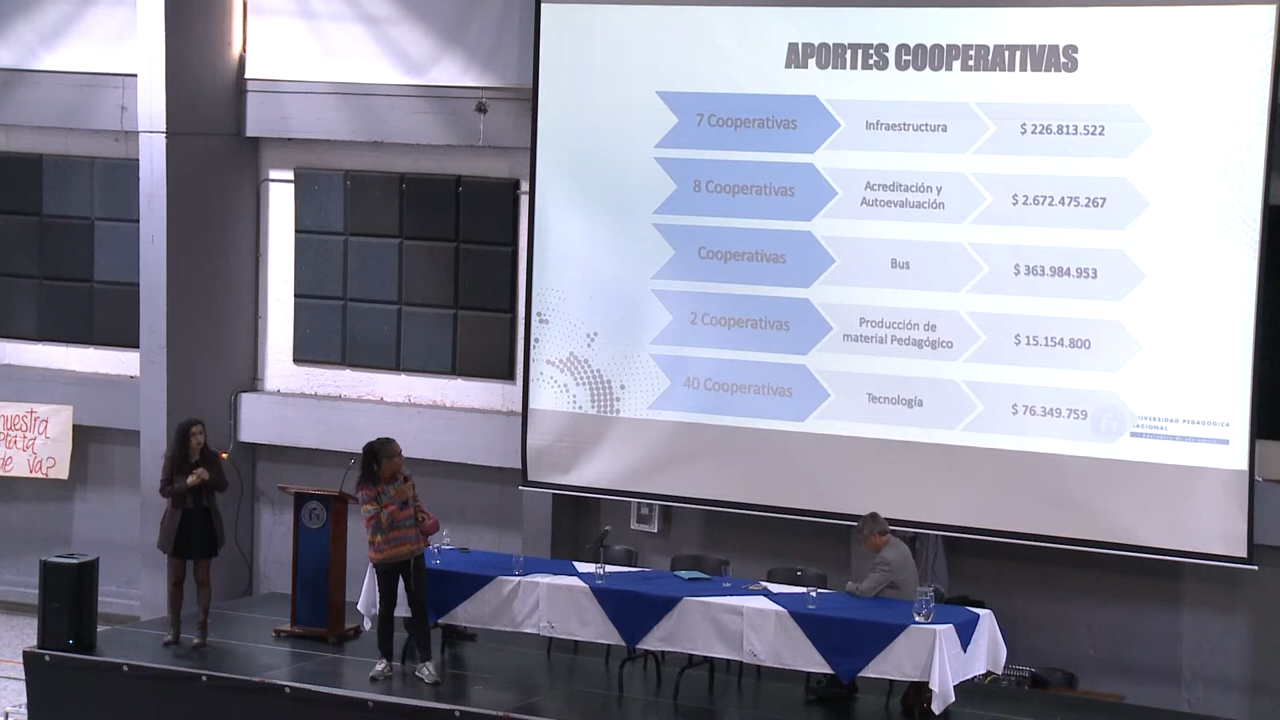 APORTES COOPERATIVAS
7 Cooperativas
Infraestructura
$ 226.813.522
8 Cooperativas
Acreditación y
Autoevaluación
$ 2.672.475.267
Cooperativas
Bus
$ 363.984.953
2 Cooperativas
Producción de
material Pedagógico
$ 15.154.800
40 Cooperativas
Tecnología
$ 76.349.759
UNIVERSIDAD PEDAGOGICA
NACIONAL
nuestra
plata
de va?